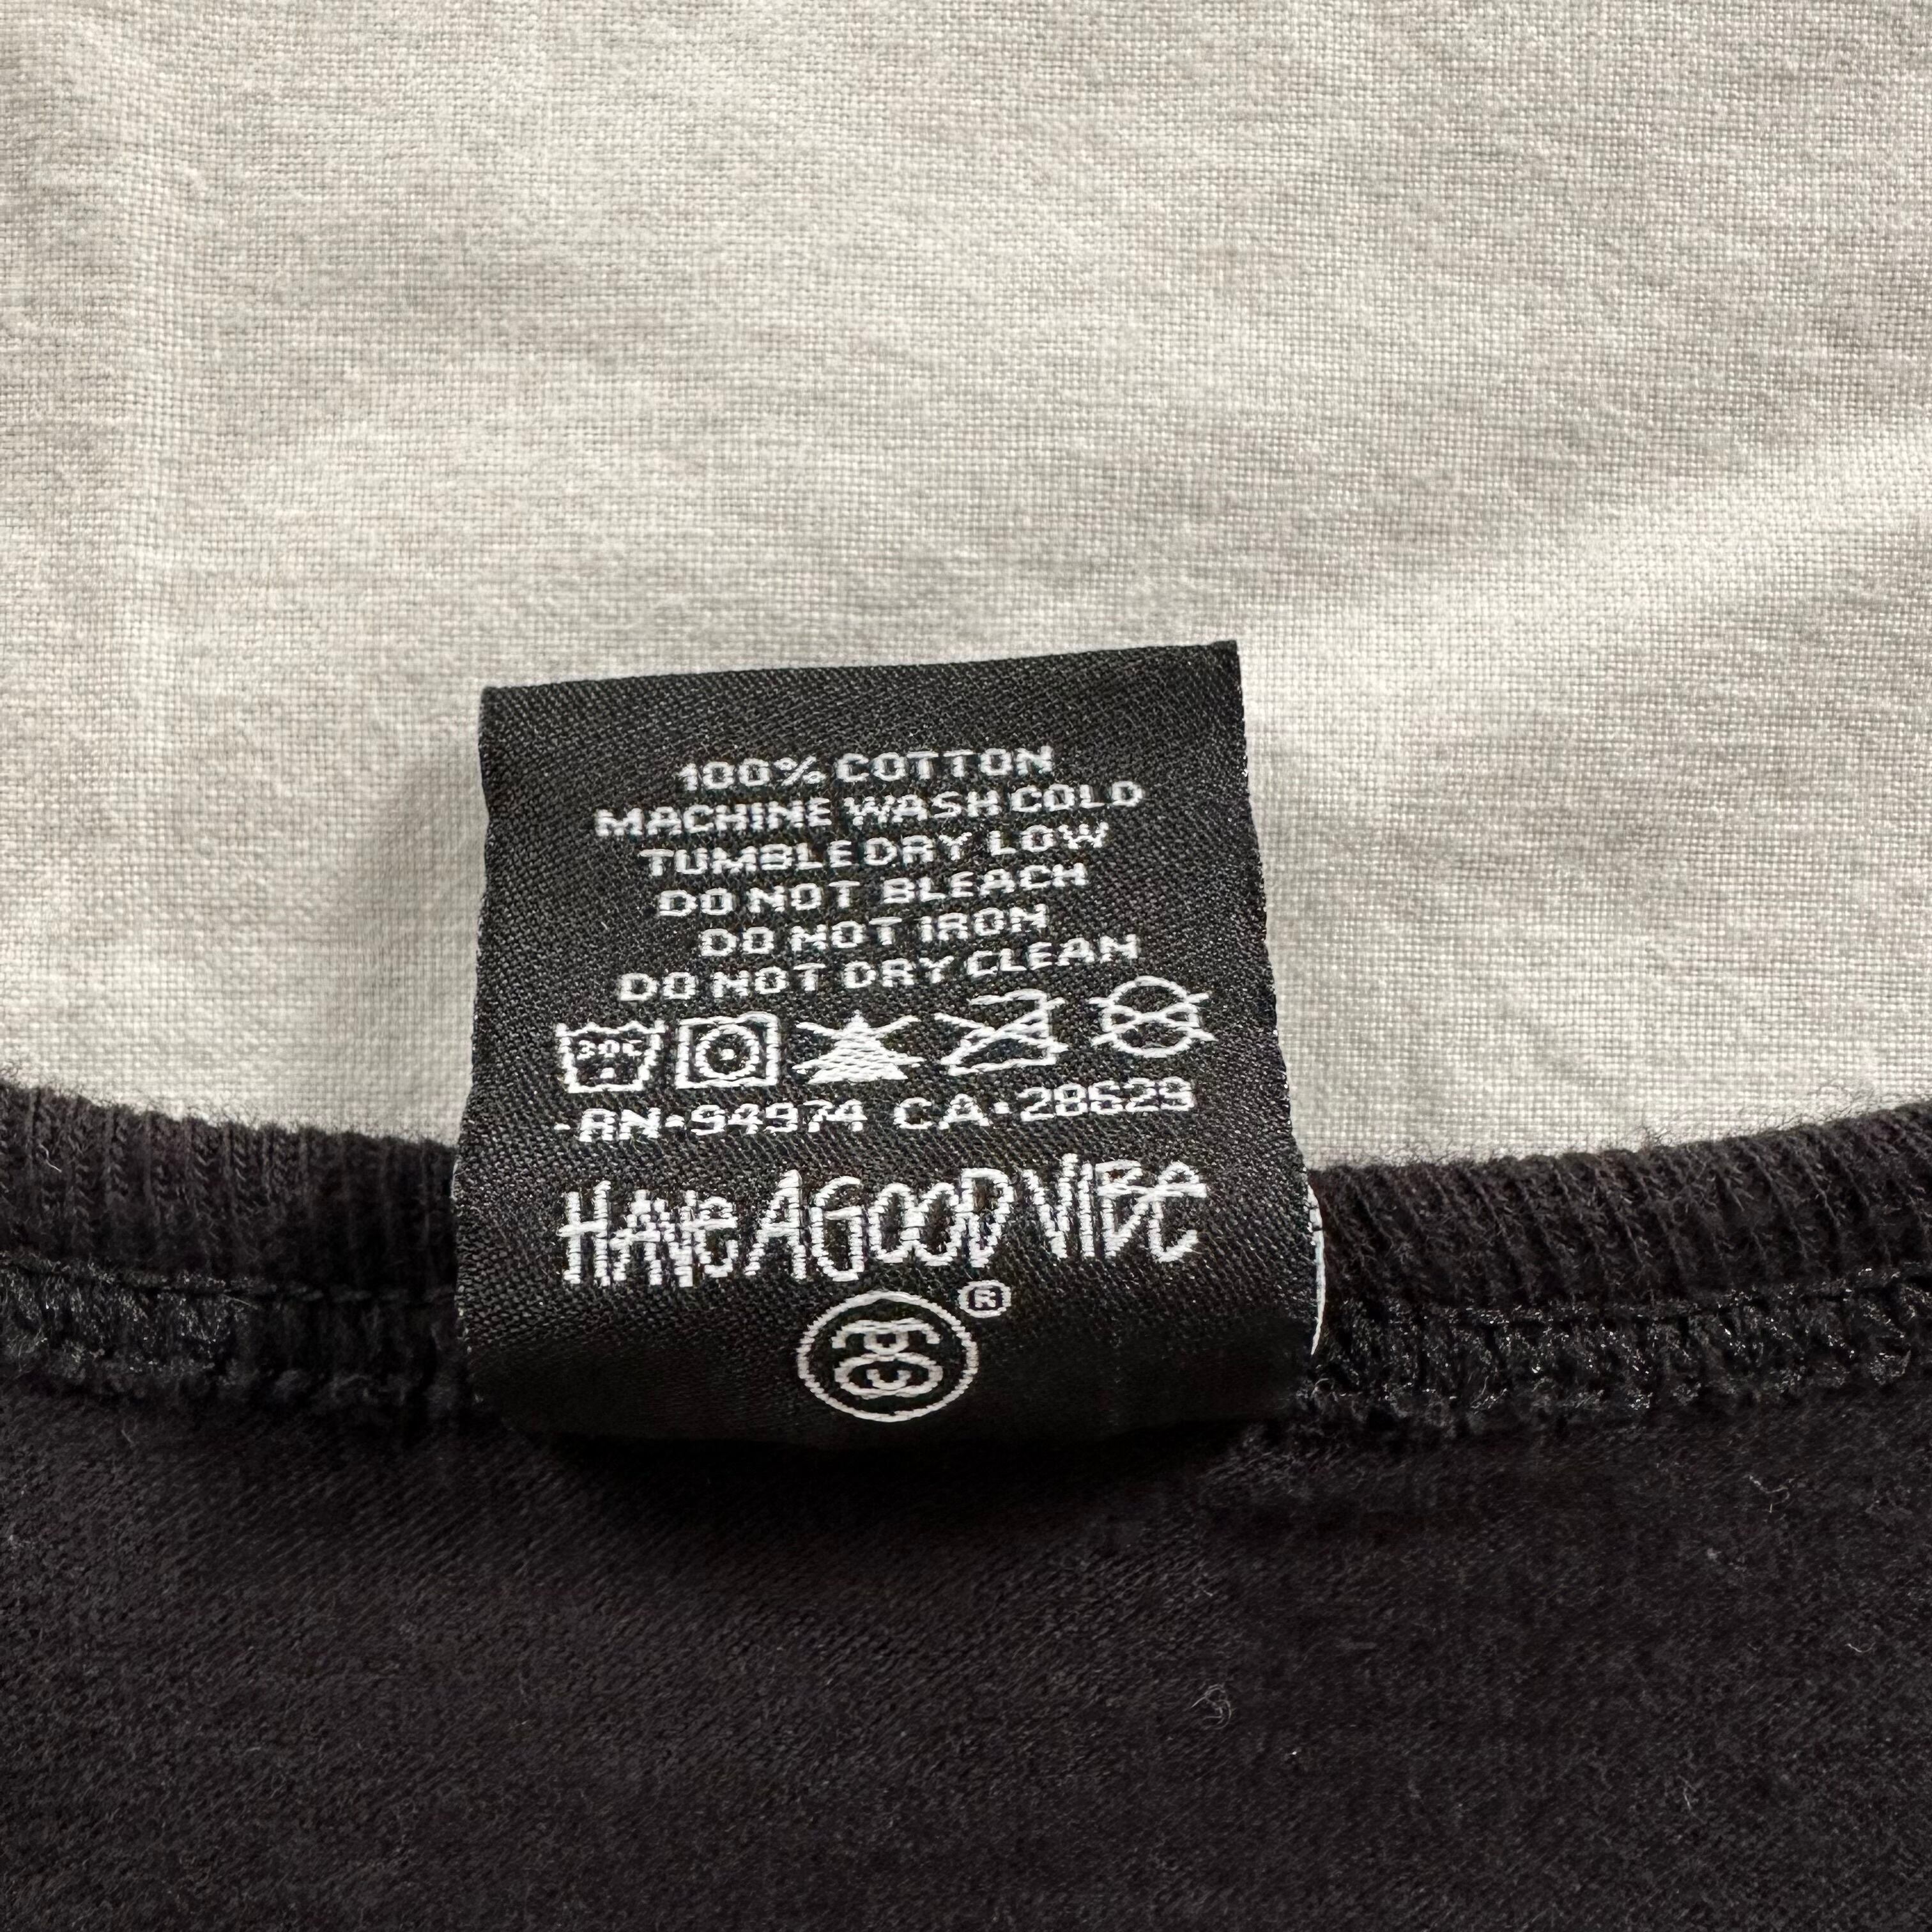 100% COTTON
MACHINE WASH COLD
TUMBLE DRY LOW
DO NOT BLEACH
DO NOT IRON
DO NOT DRY CLEAN
30C
RN•94974 CA•28629
HAVE A GOOD VIBE
®